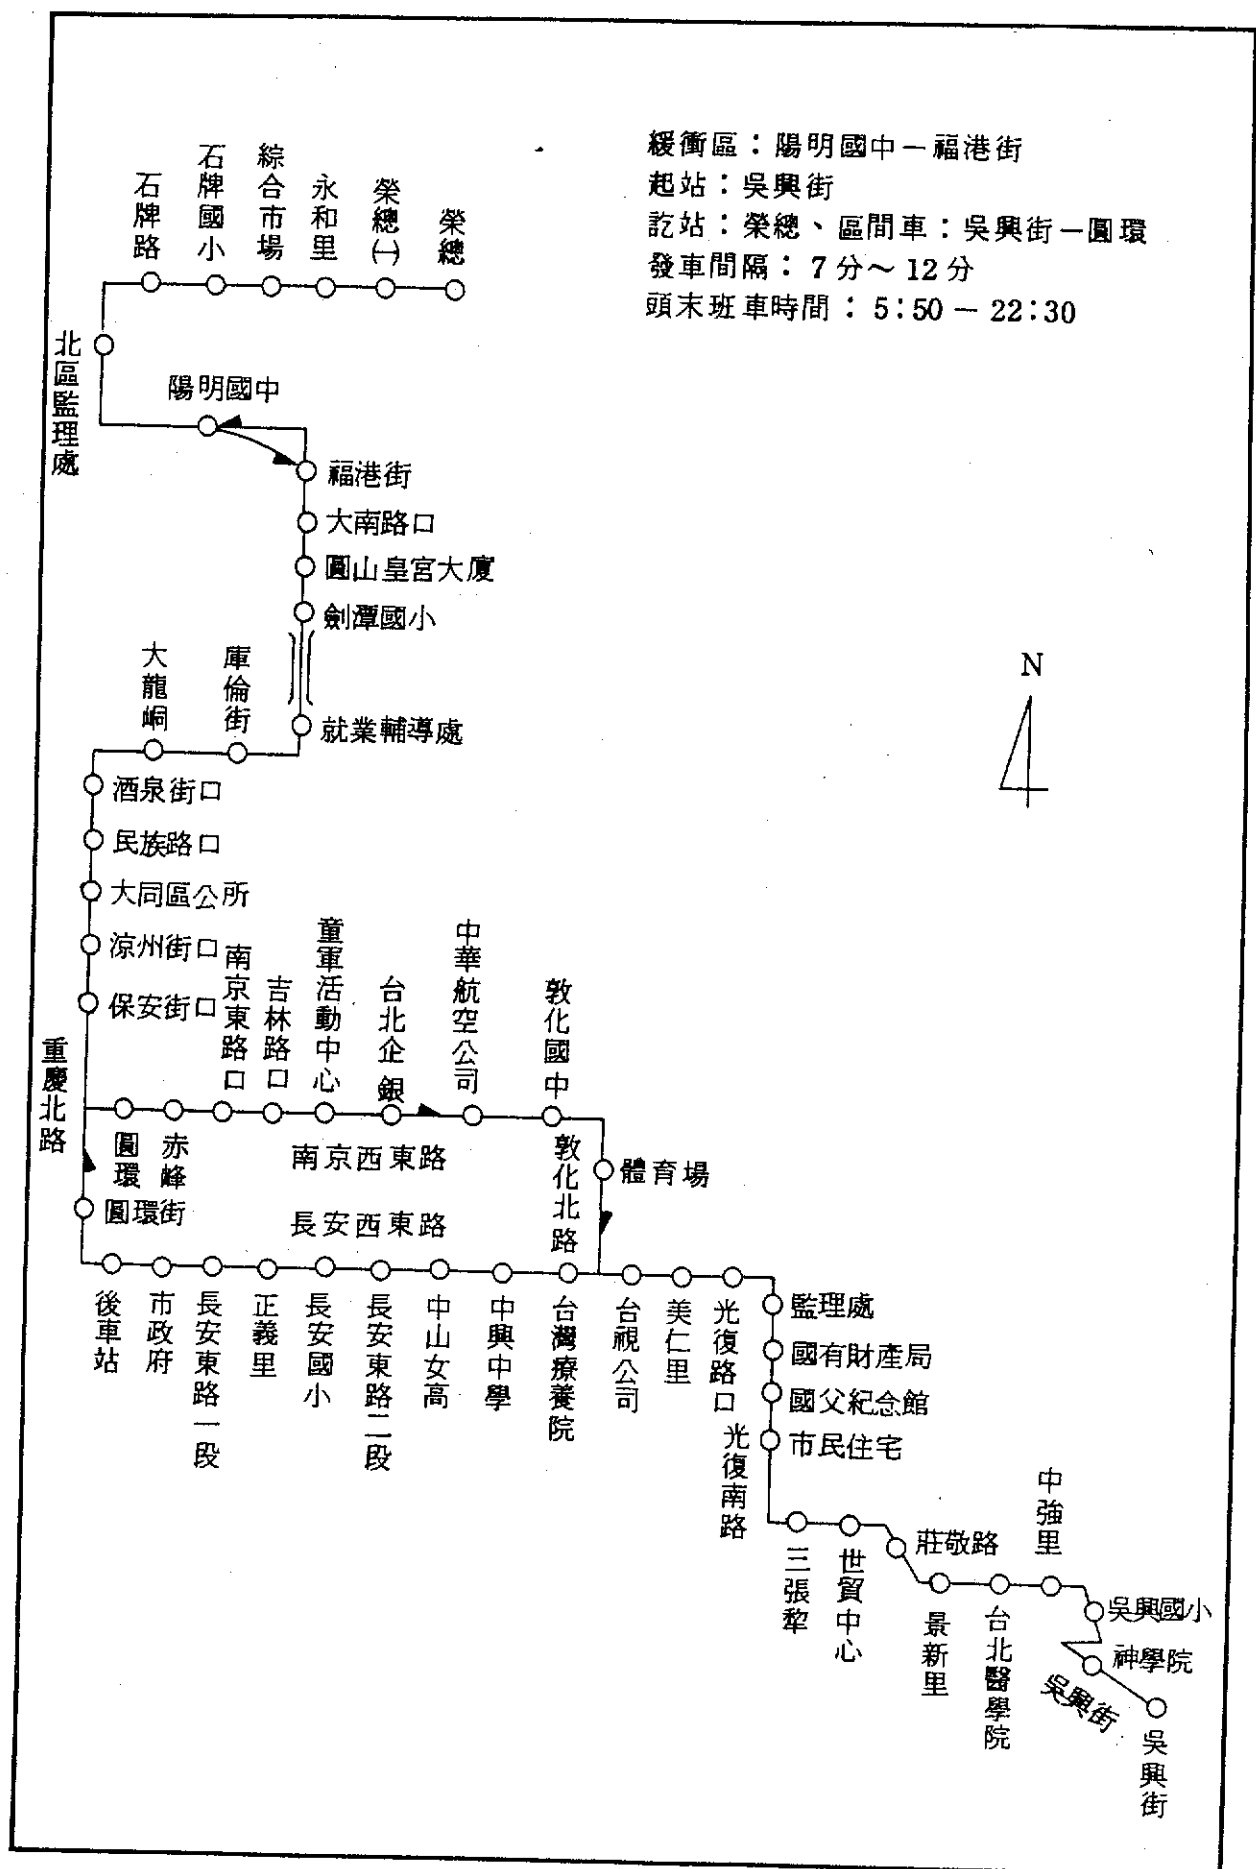 緩衝區：陽明國中－福港街
起站：吳興街
訖站：榮總、區間車：吳興街－圓環
發車間隔：7分～12分
頭末班車時間：5:50－22:30
石牌路
石牌國小
綜合市場
永和里
榮總㈠
榮總
北區監理處
陽明國中
福港街
大南路口
圓山皇宮大廈
劍潭國小
N
大龍峒
庫倫街
就業輔導處
酒泉街口
民族路口
大同區公所
涼州街口
保安街口
重慶北路
南京東路口
吉林路口
童軍活動中心
台北企銀
中華航空公司
敦化國中
圓環
赤峰
南京西東路
敦化北路
體育場
圓環街
長安西東路
後車站
市政府
長安東路一段
正義里
長安國小
長安東路二段
中山女高
中興中學
台灣療養院
台視公司
美仁里
光復路口
監理處
國有財產局
國父紀念館
市民住宅
光復南路
三張犂
世貿中心
莊敬路
景新里
台北醫學院
中強里
吳興國小
神學院
吳興街
吳興街